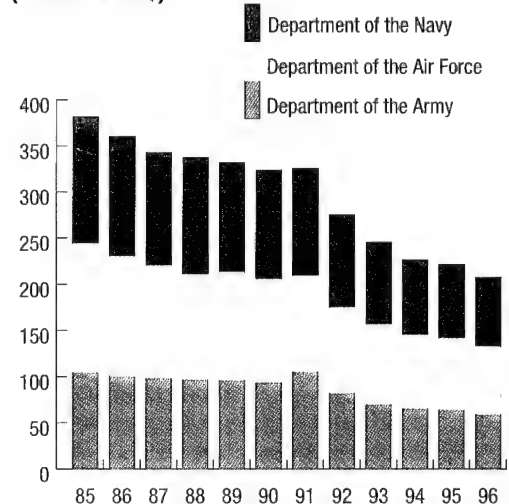 Department of the Navy
Department of the Air Force
Department of the Army
400
350
300
250
200
150
100
50
0
85 86 87 88 89 90 91 92 93 94 95 96